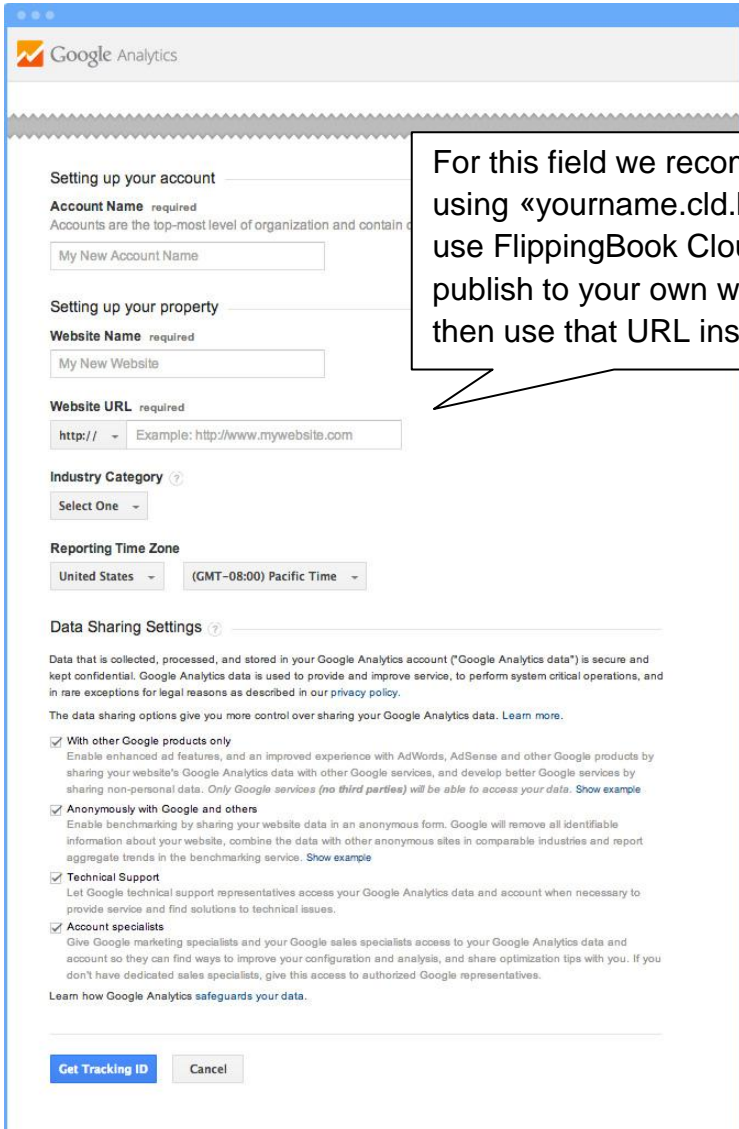 Google Analytics
Setting up your account
Account Name required
Accounts are the top-most level of organization and contain
My New Account Name
Setting up your property
Website Name required
My New Website
Website URL required
http://
Example: http://www.mywebsite.com
Industry Category ?
Select One
Reporting Time Zone
United States
(GMT-08:00) Pacific Time
For this field we
using «yourname.cld.
use FlippingBook
publish to your own
then use that URL
Data Sharing Settings ?
Data that is collected, processed, and stored in your Google Analytics account ("Google Analytics data") is secure and
kept confidential. Google Analytics data is used to provide and improve service, to perform system critical operations, and
in rare exceptions for legal reasons as described in our privacy policy.
The data sharing options give you more control over sharing your Google Analytics data. Learn more.
With other Google products only
Enable enhanced ad features, and an improved experience with AdWords, AdSense and other Google products by
sharing your website's Google Analytics data with other Google services, and develop better Google services by
sharing non-personal data. Only Google services (no third parties) will be able to access your data. Show example
Anonymously with Google and others
Enable benchmarking by sharing your website data in an anonymous form. Google will remove all identifiable
information about your website, combine the data with other anonymous sites in comparable industries and report
aggregate trends in the benchmarking service. Show example
Technical Support
Let Google technical support representatives access your Google Analytics data and account when necessary to
provide service and find solutions to technical issues.
Account specialists
Give Google marketing specialists and your Google sales specialists access to your Google Analytics data and
account so they can find ways to improve your configuration and analysis, and share optimization tips with you. If you
don't have dedicated sales specialists, give this access to authorized Google representatives.
Learn how Google Analytics safeguards your data.
Get Tracking ID
Cancel